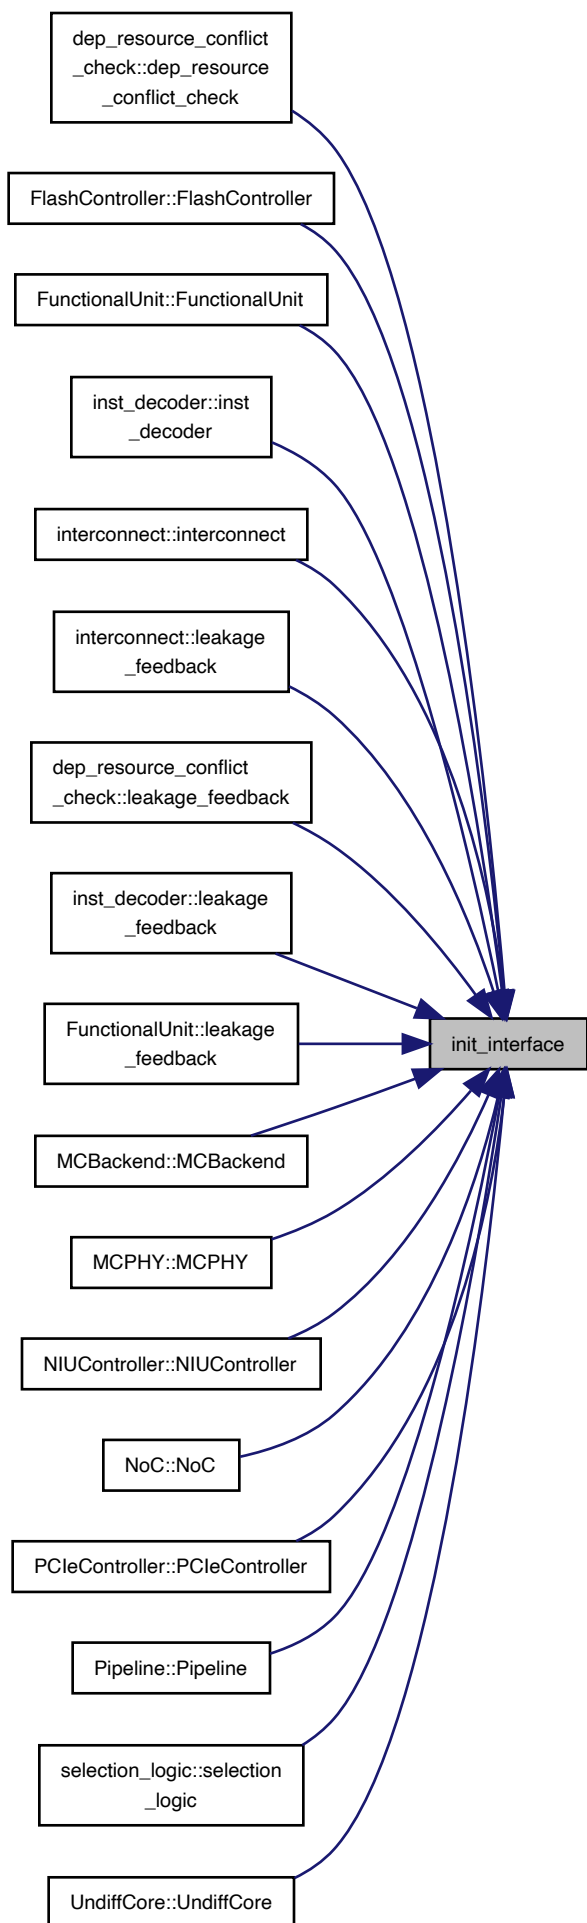 dep_resource_conflict
_check::dep_resource
_conflict_check
FlashController::FlashController
FunctionalUnit::FunctionalUnit
inst_decoder::inst
_decoder
interconnect::interconnect
interconnect::leakage
_feedback
dep_resource_conflict
_check::leakage_feedback
inst_decoder::leakage
_feedback
FunctionalUnit::leakage
_feedback
init_interface
MCBackend::MCBackend
MCPHY::MCPHY
NIUController::NIUController
NoC::NoC
PCIeController::PCIeController
Pipeline::Pipeline
selection_logic::selection
_logic
UndiffCore::UndiffCore